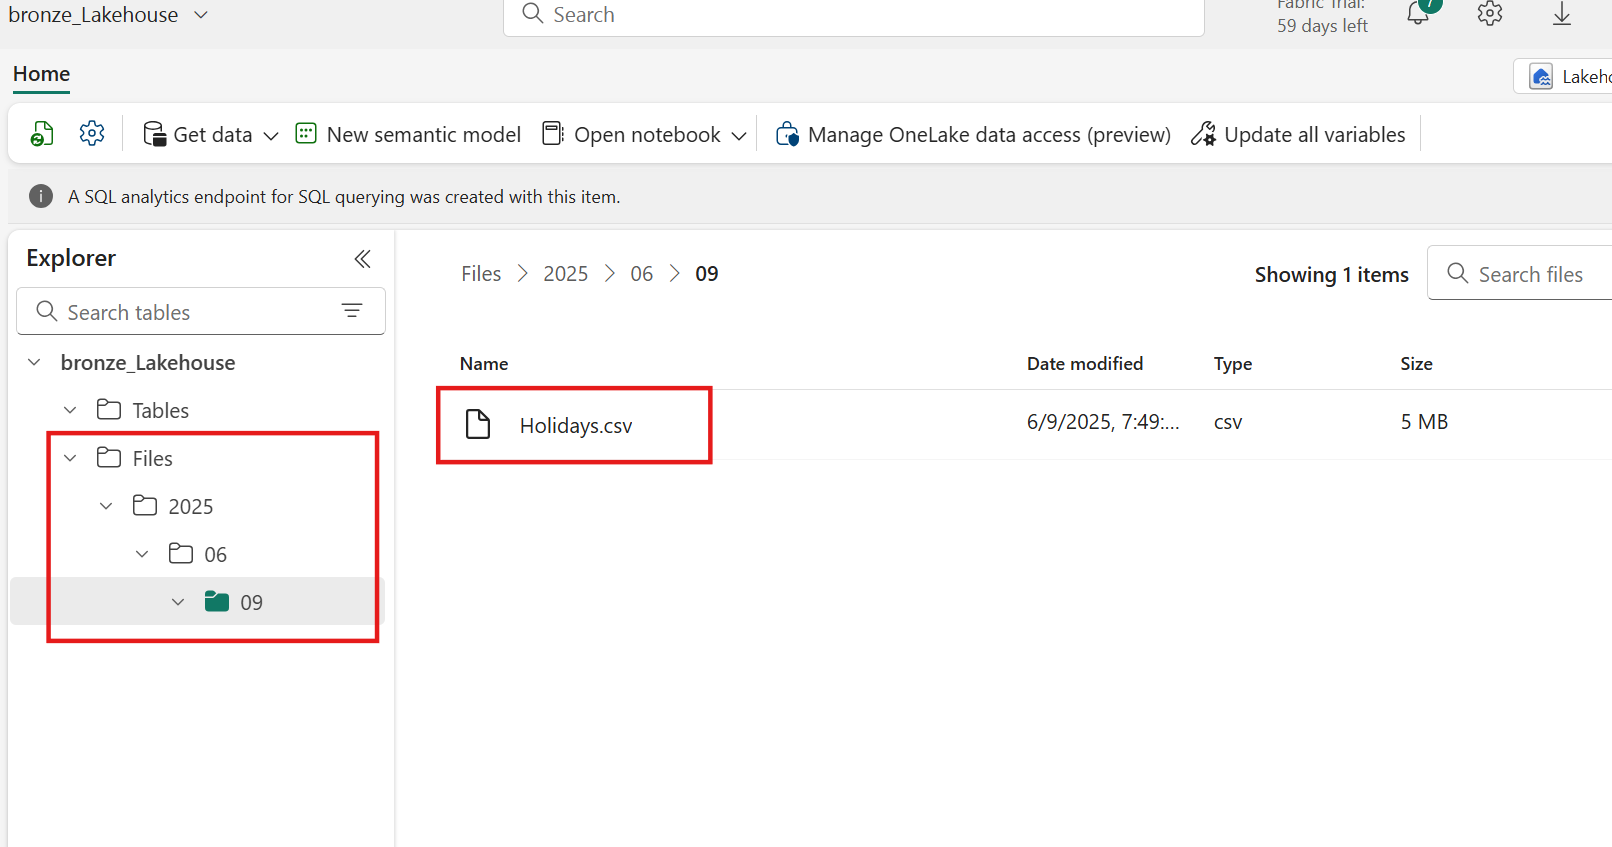 bronze_Lakehouse
Search
Fabric Trial:
59 days left
7
Home
Lakeho
Get data
New semantic model
Open notebook
Manage OneLake data access (preview)
Update all variables
A SQL analytics endpoint for SQL querying was created with this item.
Explorer
Search tables
bronze_Lakehouse
Tables
Files
2025
06
09
Files > 2025 > 06 > 09
Showing 1 items
Search files
Name Date modified Type Size
Holidays.csv 6/9/2025, 7:49:... csv 5 MB